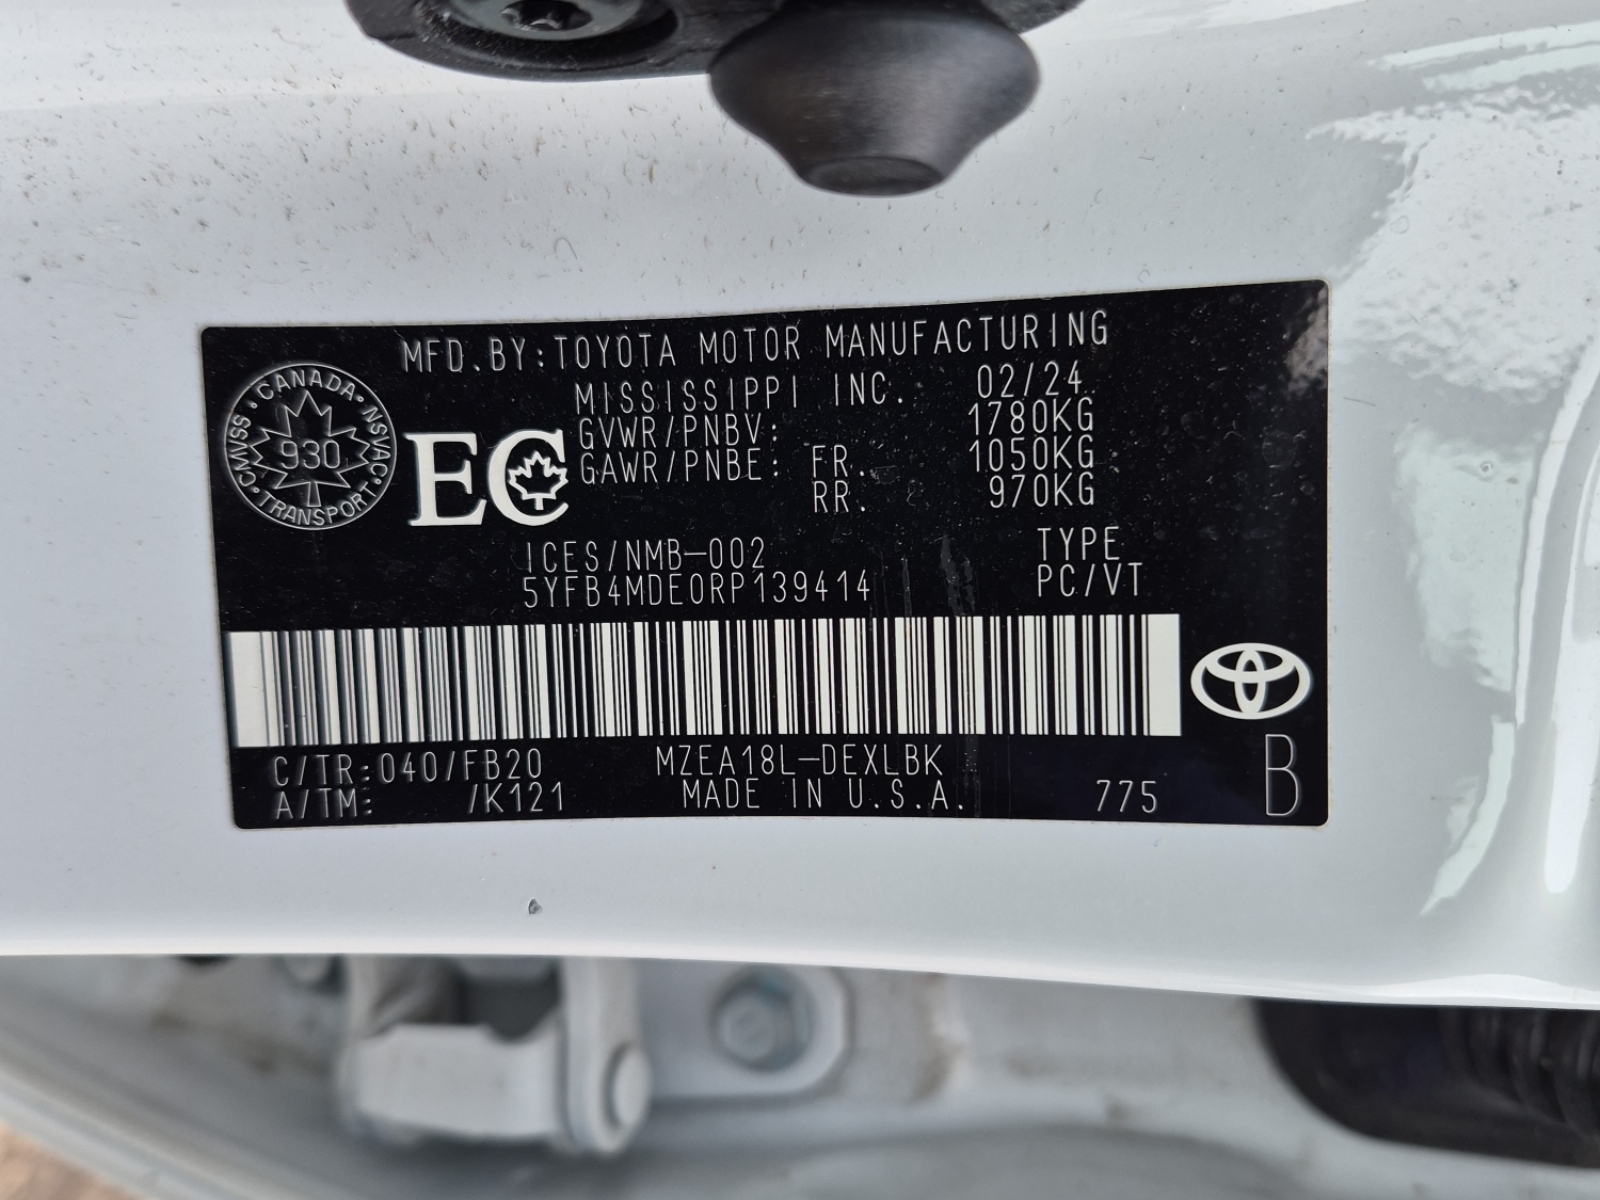 MFD.BY:TOYOTA MOTOR MANUFACTURING
MISSISSIPPI INC. 02/24
GVWR/PNBV: 1780KG
GAWR/PNBE: FR. 1050KG
RR. 970KG
CMVSS · CANADA · NSVAC · TRANSPORT ·
930
EC
ICES/NMB-002
TYPE
5YFB4MDE0RP139414
PC/VT
C/TR:040/FB20
MZEA18L-DEXLBK
A/TM: /K121
MADE IN U.S.A.
775
B